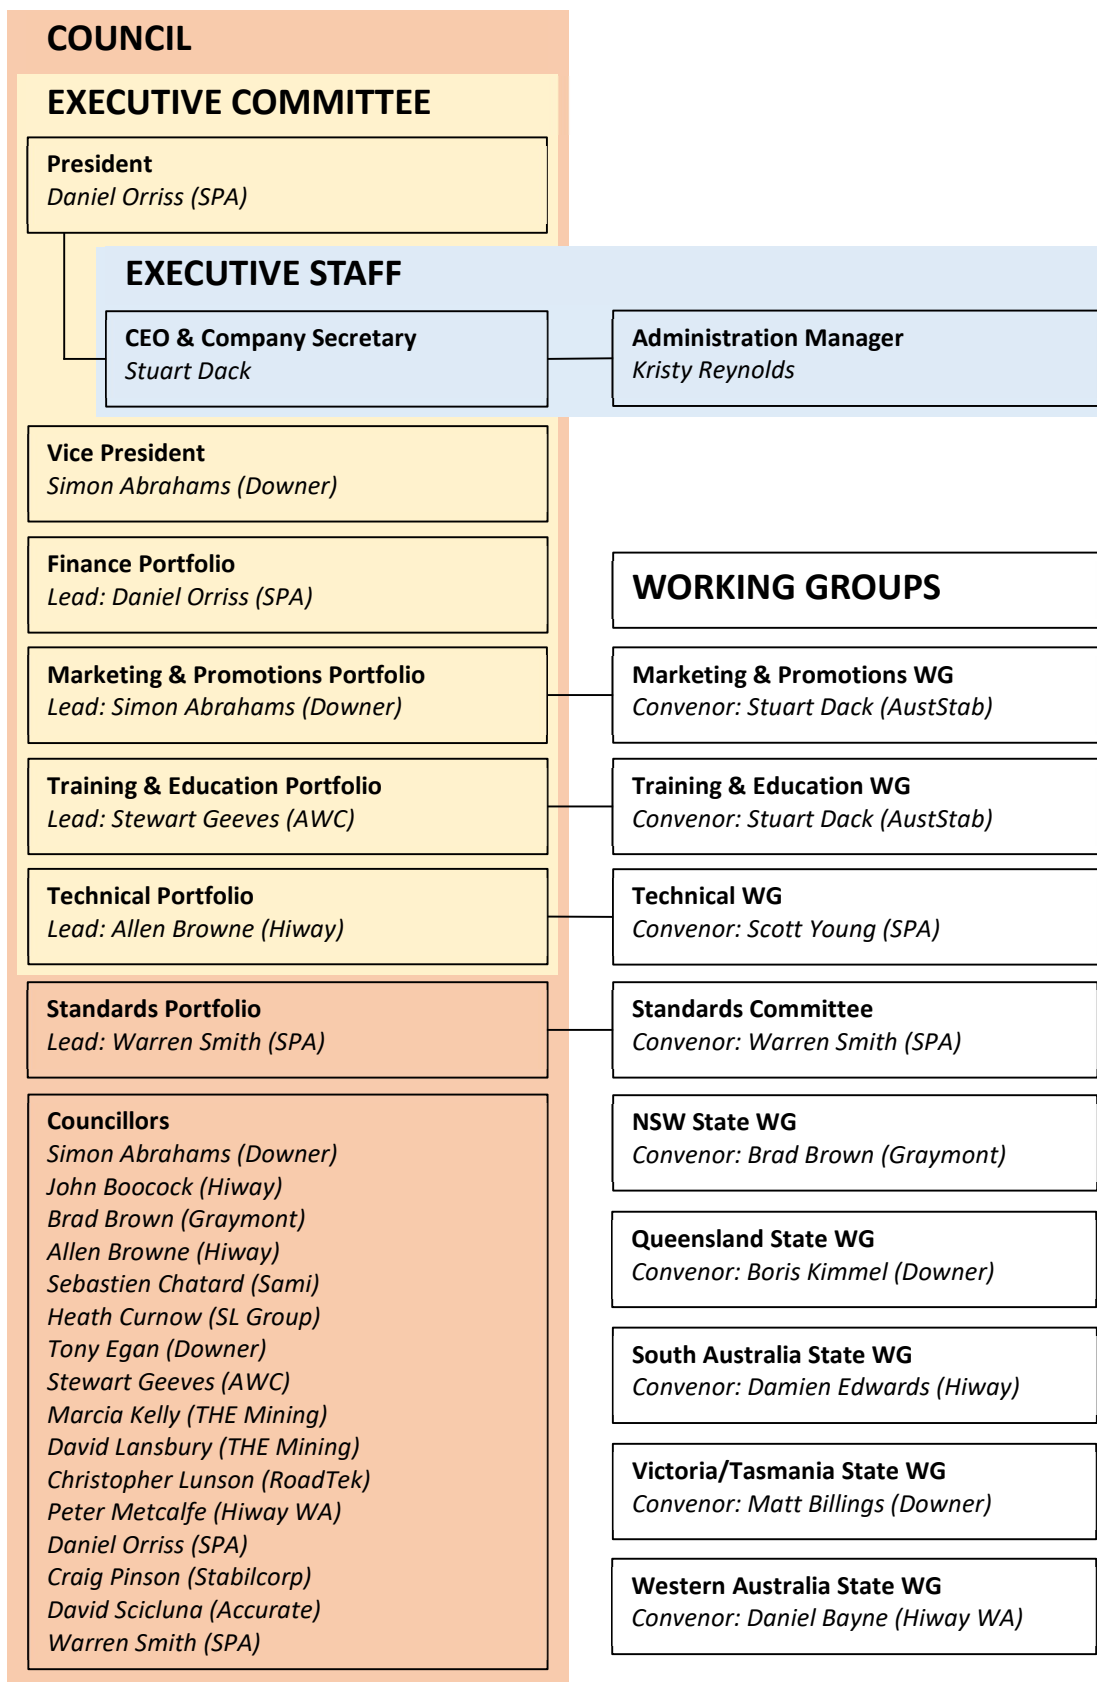 COUNCIL
EXECUTIVE COMMITTEE
President
Daniel Orriss (SPA)
EXECUTIVE STAFF
CEO & Company Secretary
Stuart Dack
Administration Manager
Kristy Reynolds
Vice President
Simon Abrahams (Downer)
Finance Portfolio
Lead: Daniel Orriss (SPA)
WORKING GROUPS
Marketing & Promotions Portfolio
Lead: Simon Abrahams (Downer)
Marketing & Promotions WG
Convenor: Stuart Dack (AustStab)
Training & Education Portfolio
Lead: Stewart Geeves (AWC)
Training & Education WG
Convenor: Stuart Dack (AustStab)
Technical Portfolio
Lead: Allen Browne (Hiway)
Technical WG
Convenor: Scott Young (SPA)
Standards Portfolio
Lead: Warren Smith (SPA)
Standards Committee
Convenor: Warren Smith (SPA)
Councillors
Simon Abrahams (Downer)
John Boocock (Hiway)
Brad Brown (Graymont)
Allen Browne (Hiway)
Sebastien Chatard (Sami)
Heath Curnow (SL Group)
Tony Egan (Downer)
Stewart Geeves (AWC)
Marcia Kelly (THE Mining)
David Lansbury (THE Mining)
Christopher Lunson (RoadTek)
Peter Metcalfe (Hiway WA)
Daniel Orriss (SPA)
Craig Pinson (Stabilcorp)
David Scicluna (Accurate)
Warren Smith (SPA)
NSW State WG
Convenor: Brad Brown (Graymont)
Queensland State WG
Convenor: Boris Kimmel (Downer)
South Australia State WG
Convenor: Damien Edwards (Hiway)
Victoria/Tasmania State WG
Convenor: Matt Billings (Downer)
Western Australia State WG
Convenor: Daniel Bayne (Hiway WA)